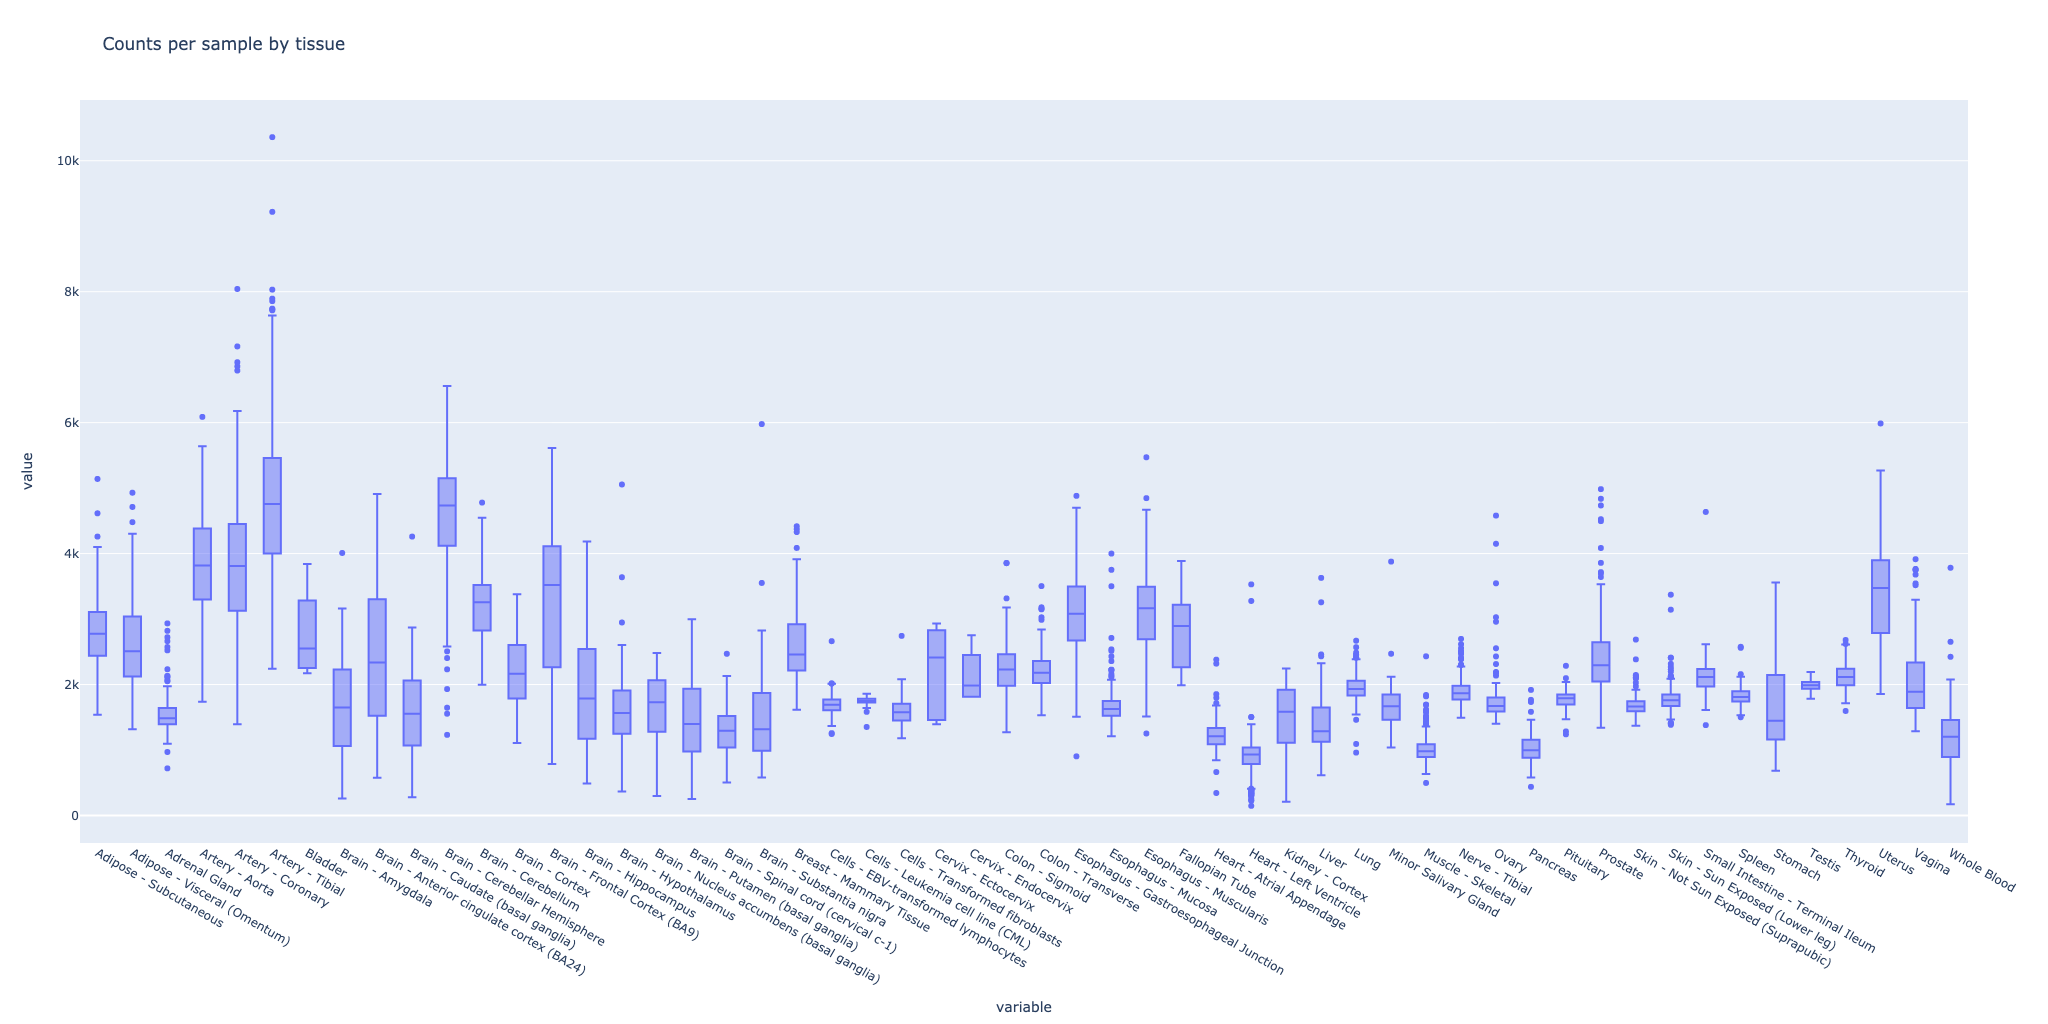 Counts per sample by tissue
10k
8k
6k
4k
2k
0
value
Adipose - Subcutaneous
Adipose - Visceral (Omentum)
Adrenal Gland
Artery - Aorta
Artery - Coronary
Artery - Tibial
Bladder
Brain - Amygdala
Brain - Anterior cingulate cortex (BA24)
Brain - Caudate (basal ganglia)
Brain - Cerebellar Hemisphere
Brain - Cerebellum
Brain - Cortex
Brain - Frontal Cortex (BA9)
Brain - Hippocampus
Brain - Hypothalamus
Brain - Nucleus accumbens (basal ganglia)
Brain - Putamen (basal ganglia)
Brain - Spinal cord (cervical c-1)
Brain - Substantia nigra
Breast - Mammary Tissue
Cells - EBV-transformed lymphocytes
Cells - Leukemia cell line (CML)
Cells - Transformed fibroblasts
Cervix - Ectocervix
Cervix - Endocervix
Colon - Sigmoid
Colon - Transverse
Esophagus - Gastroesophageal Junction
Esophagus - Mucosa
Esophagus - Muscularis
Fallopian Tube
Heart - Atrial Appendage
Heart - Left Ventricle
Kidney - Cortex
Liver
Lung
Minor Salivary Gland
Muscle - Skeletal
Nerve - Tibial
Ovary
Pancreas
Pituitary
Prostate
Skin - Not Sun Exposed (Suprapubic)
Skin - Sun Exposed (Lower leg)
Small Intestine - Terminal Ileum
Spleen
Stomach
Testis
Thyroid
Uterus
Vagina
Whole Blood
variable